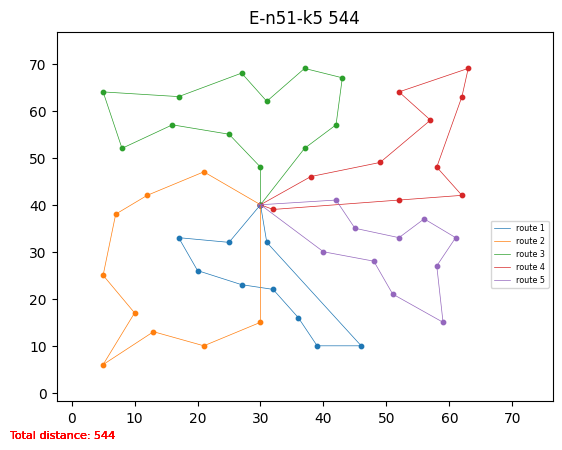 E-n51-k5 544
70
60
50
40
30
20
10
0
route 1
route 2
route 3
route 4
route 5
0 10 20 30 40 50 60 70
Total distance: 544